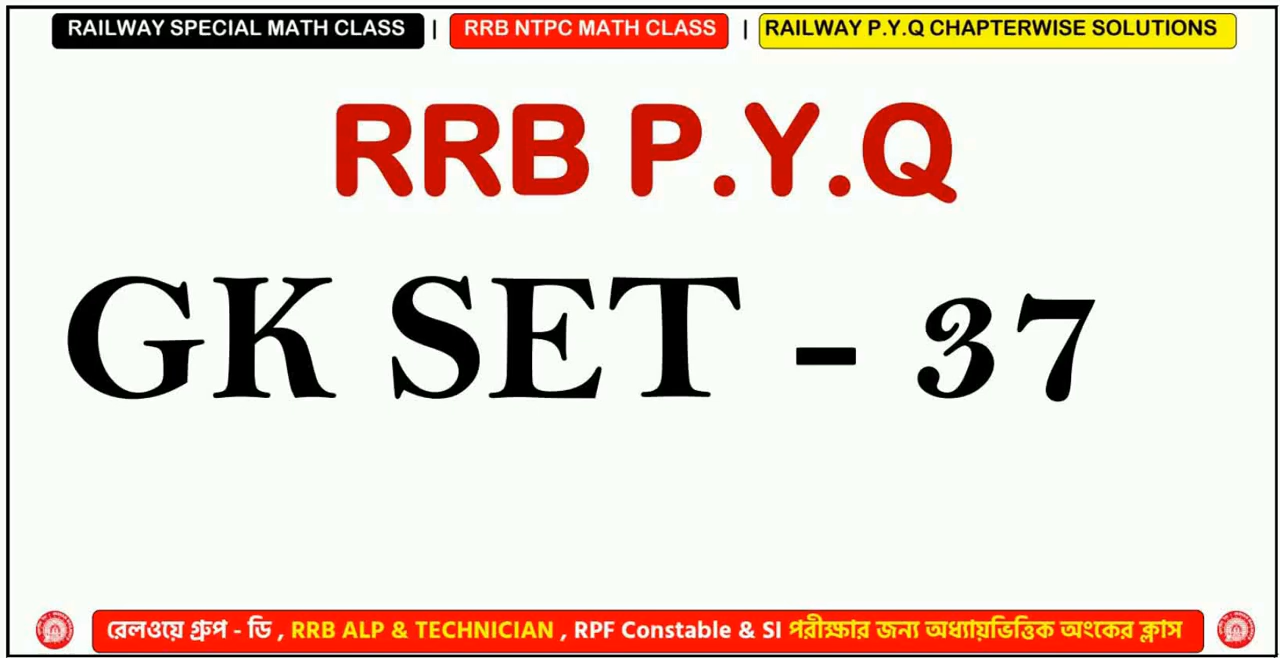 RAILWAY SPECIAL MATH CLASS | RRB NTPC MATH CLASS | RAILWAY P.Y.Q CHAPTERWISE SOLUTIONS
RRB P.Y.Q
GK SET - 37
রেলওয়ে গ্রুপ - ডি , RRB ALP & TECHNICIAN , RPF Constable & SI পরীক্ষার জন্য অধ্যায়ভিত্তিক অংকের ক্লাস